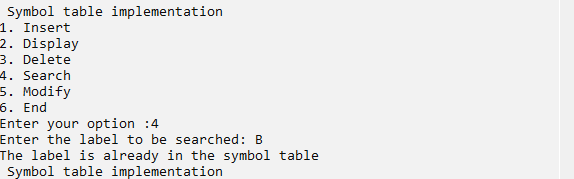 Symbol table implementation
1. Insert
2. Display
3. Delete
4. Search
5. Modify
6. End
Enter your option :4
Enter the label to be searched: B
The label is already in the symbol table
Symbol table implementation